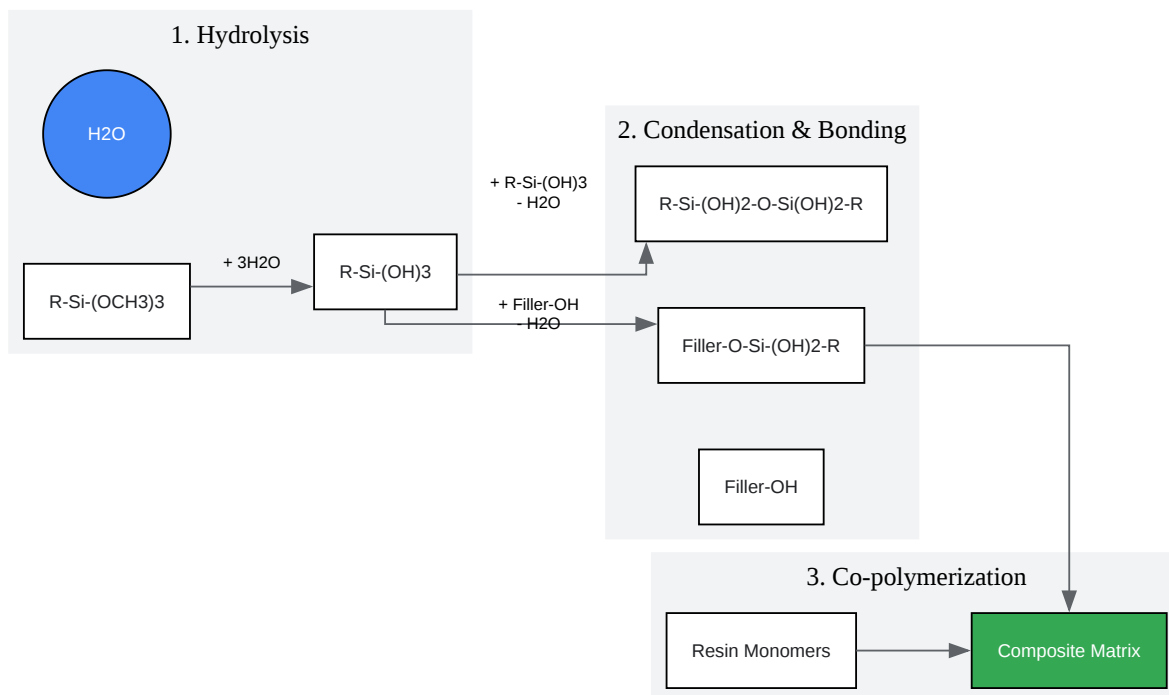 1. Hydrolysis
H2O
R-Si-(OCH3)3
+ 3H2O
R-Si-(OH)3
+ R-Si-(OH)3
- H2O
+ Filler-OH
- H2O
2. Condensation & Bonding
R-Si-(OH)2-O-Si(OH)2-R
Filler-O-Si-(OH)2-R
Filler-OH
3. Co-polymerization
Resin Monomers
Composite Matrix